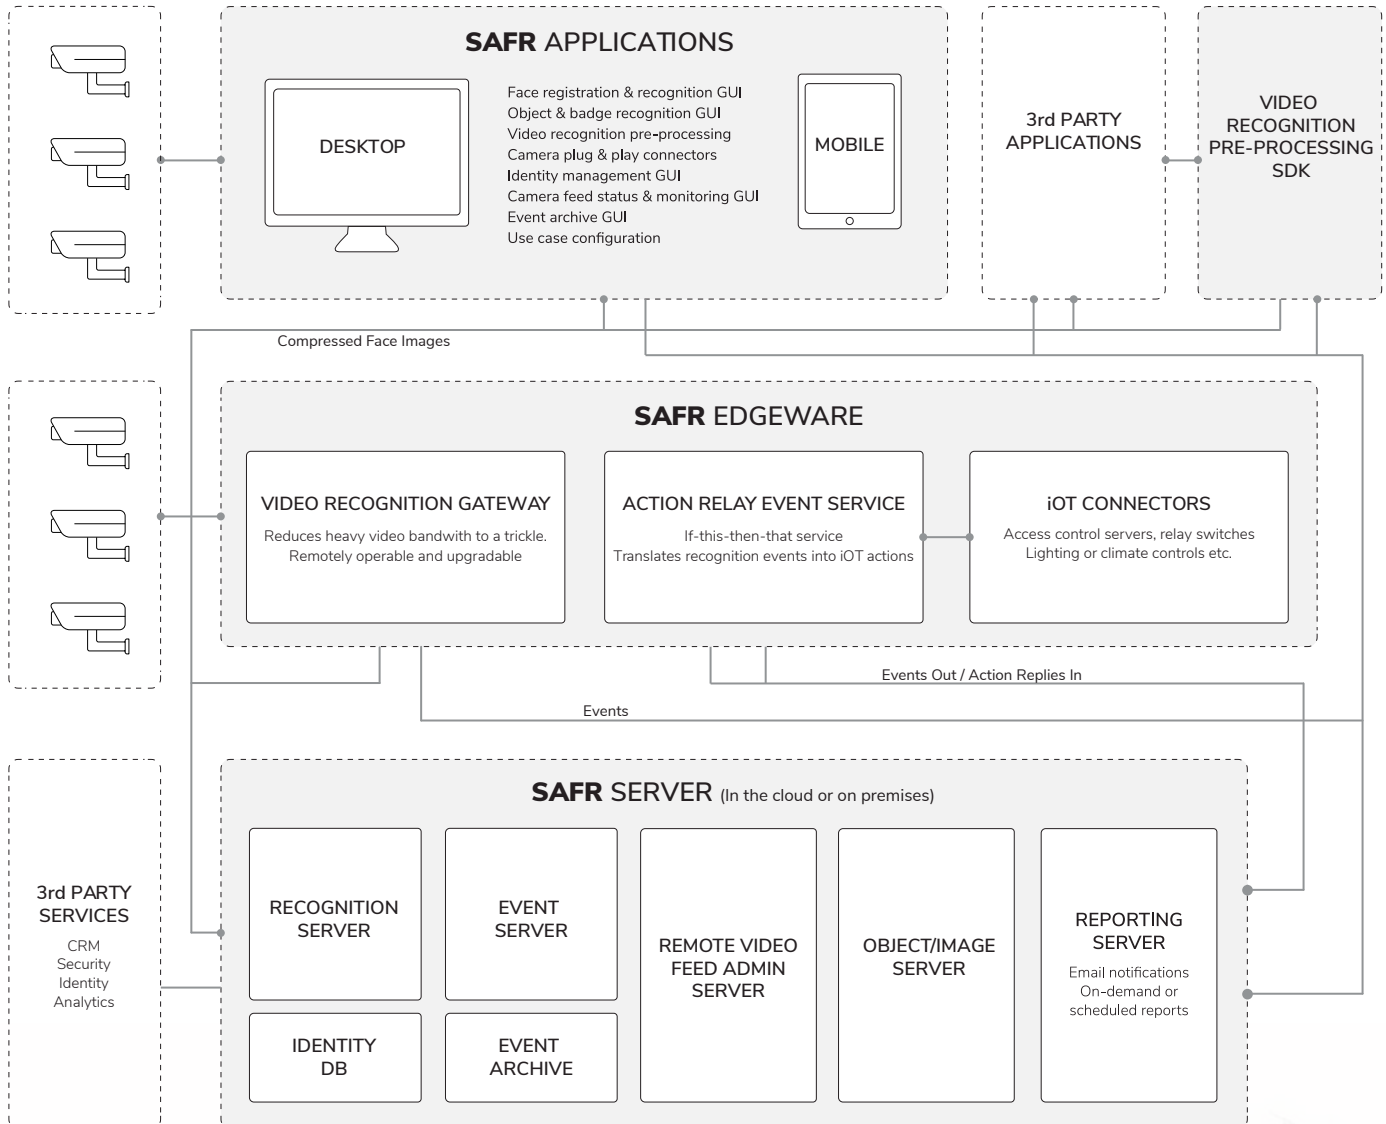 SAFR APPLICATIONS
DESKTOP
Face registration & recognition GUI
Object & badge recognition GUI
Video recognition pre-processing
Camera plug & play connectors
Identity management GUI
Camera feed status & monitoring GUI
Event archive GUI
Use case configuration
MOBILE
3rd PARTY
APPLICATIONS
VIDEO
RECOGNITION
PRE-PROCESSING
SDK
Compressed Face Images
SAFR EDGEWARE
VIDEO RECOGNITION GATEWAY
Reduces heavy video bandwith to a trickle.
Remotely operable and upgradable
ACTION RELAY EVENT SERVICE
If-this-then-that service
Translates recognition events into iOT actions
iOT CONNECTORS
Access control servers, relay switches
Lighting or climate controls etc.
Events Out / Action Replies In
Events
3rd PARTY
SERVICES
CRM
Security
Identity
Analytics
SAFR SERVER (In the cloud or on premises)
RECOGNITION
SERVER
IDENTITY
DB
EVENT
SERVER
EVENT
ARCHIVE
REMOTE VIDEO
FEED ADMIN
SERVER
OBJECT/IMAGE
SERVER
REPORTING
SERVER
Email notifications
On-demand or
scheduled reports